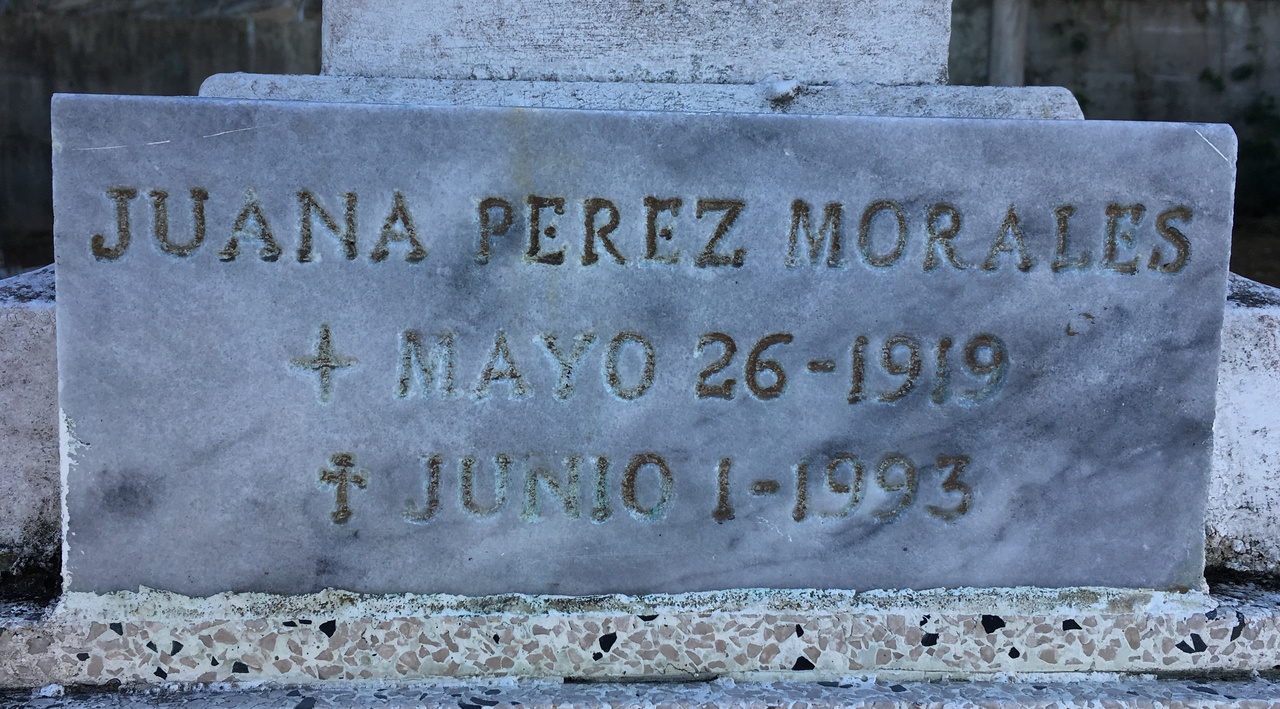 JUANA PEREZ MORALES
MAYO 26-1919
✝ JUNIO 1-1993